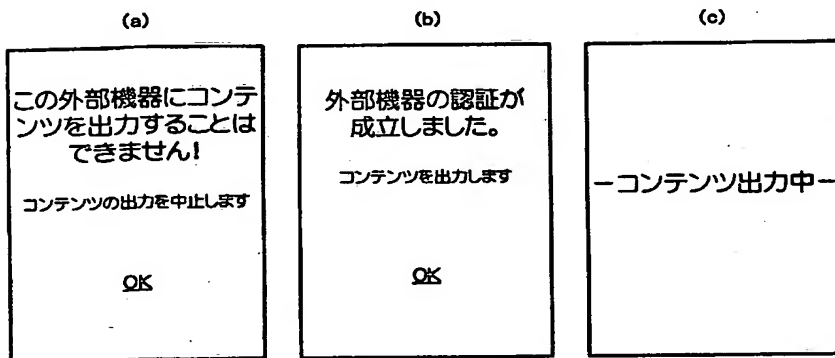 (a)
この外部機器にコンテ
ンツを出力することは
できません!
コンテンツの出力を中止します
OK
(b)
外部機器の認証が
成立しました。
コンテンツを出力します
OK
(c)
ーコンテンツ出力中ー